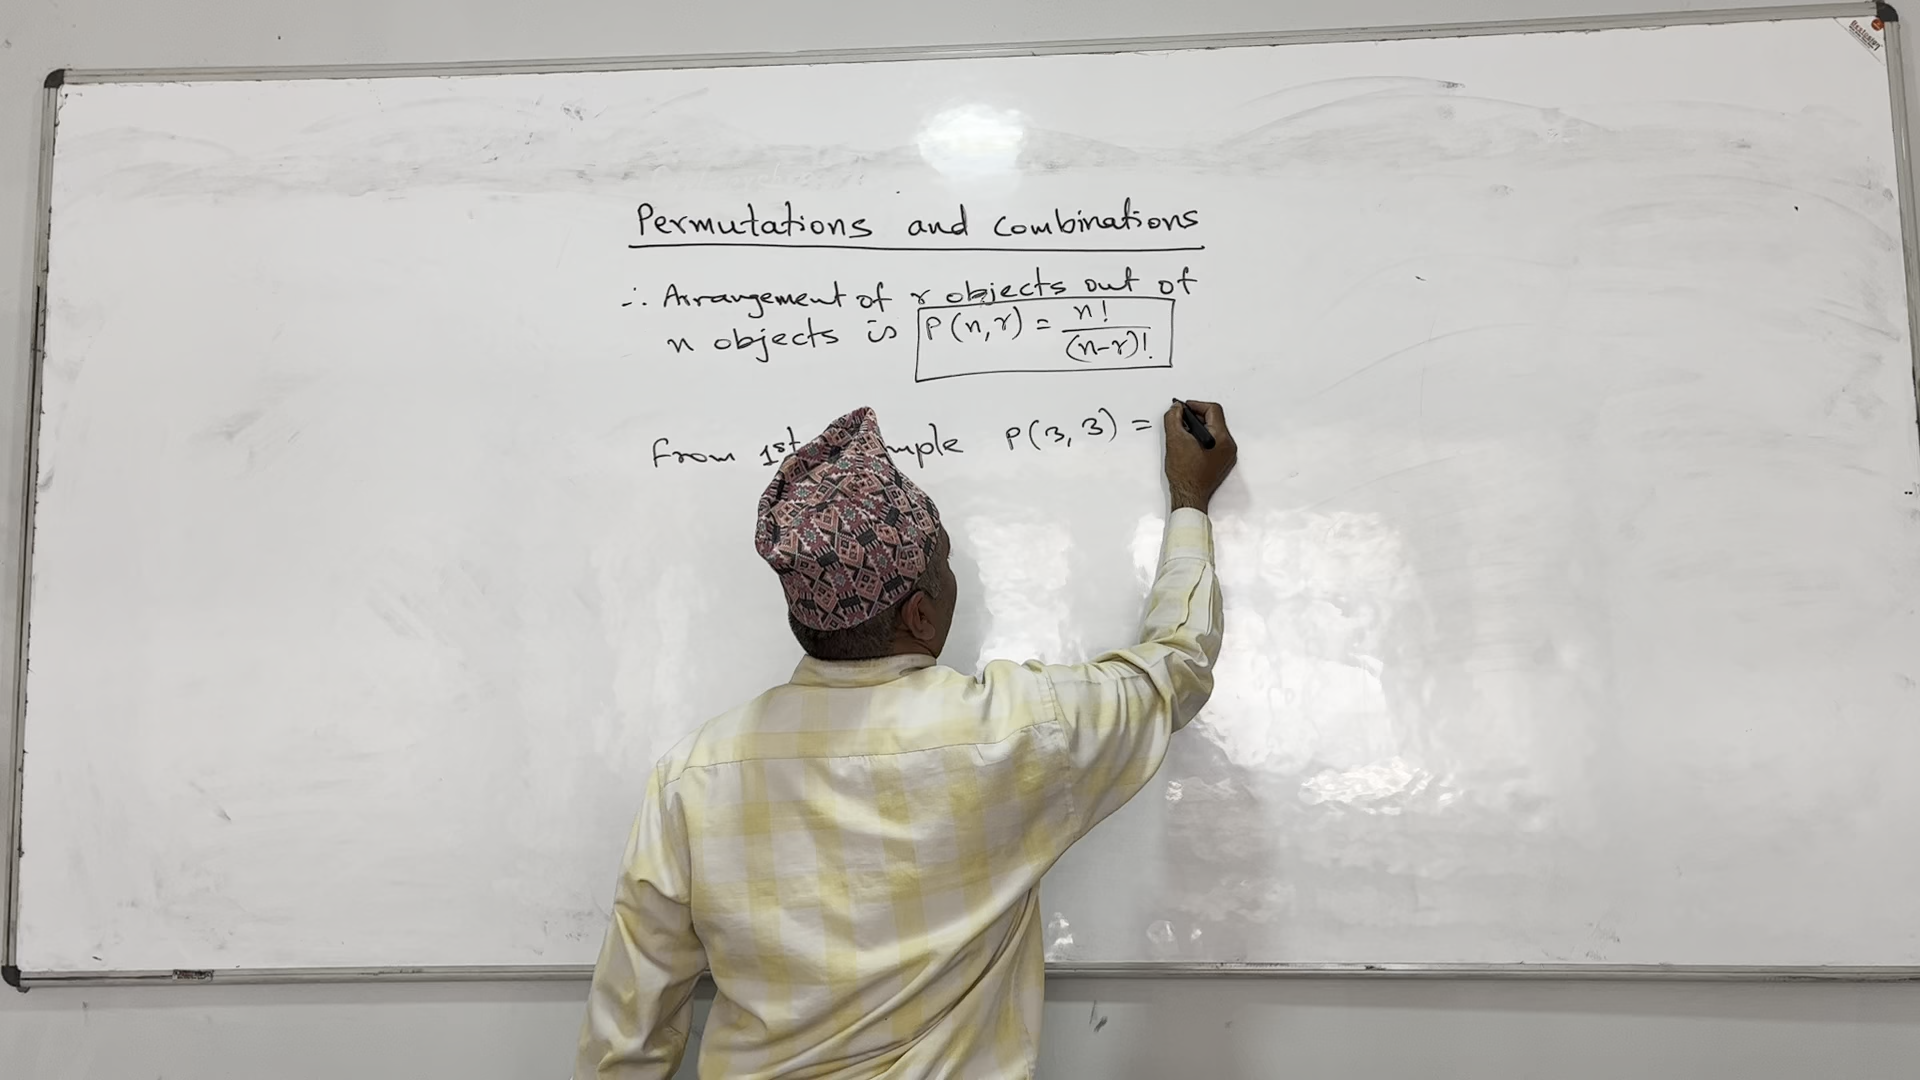 Permutations and Combinations
∴ Arrangement of r objects out of
n objects is P(n,r) = n!/(n-r)!
From 1st mple P(3,3) =